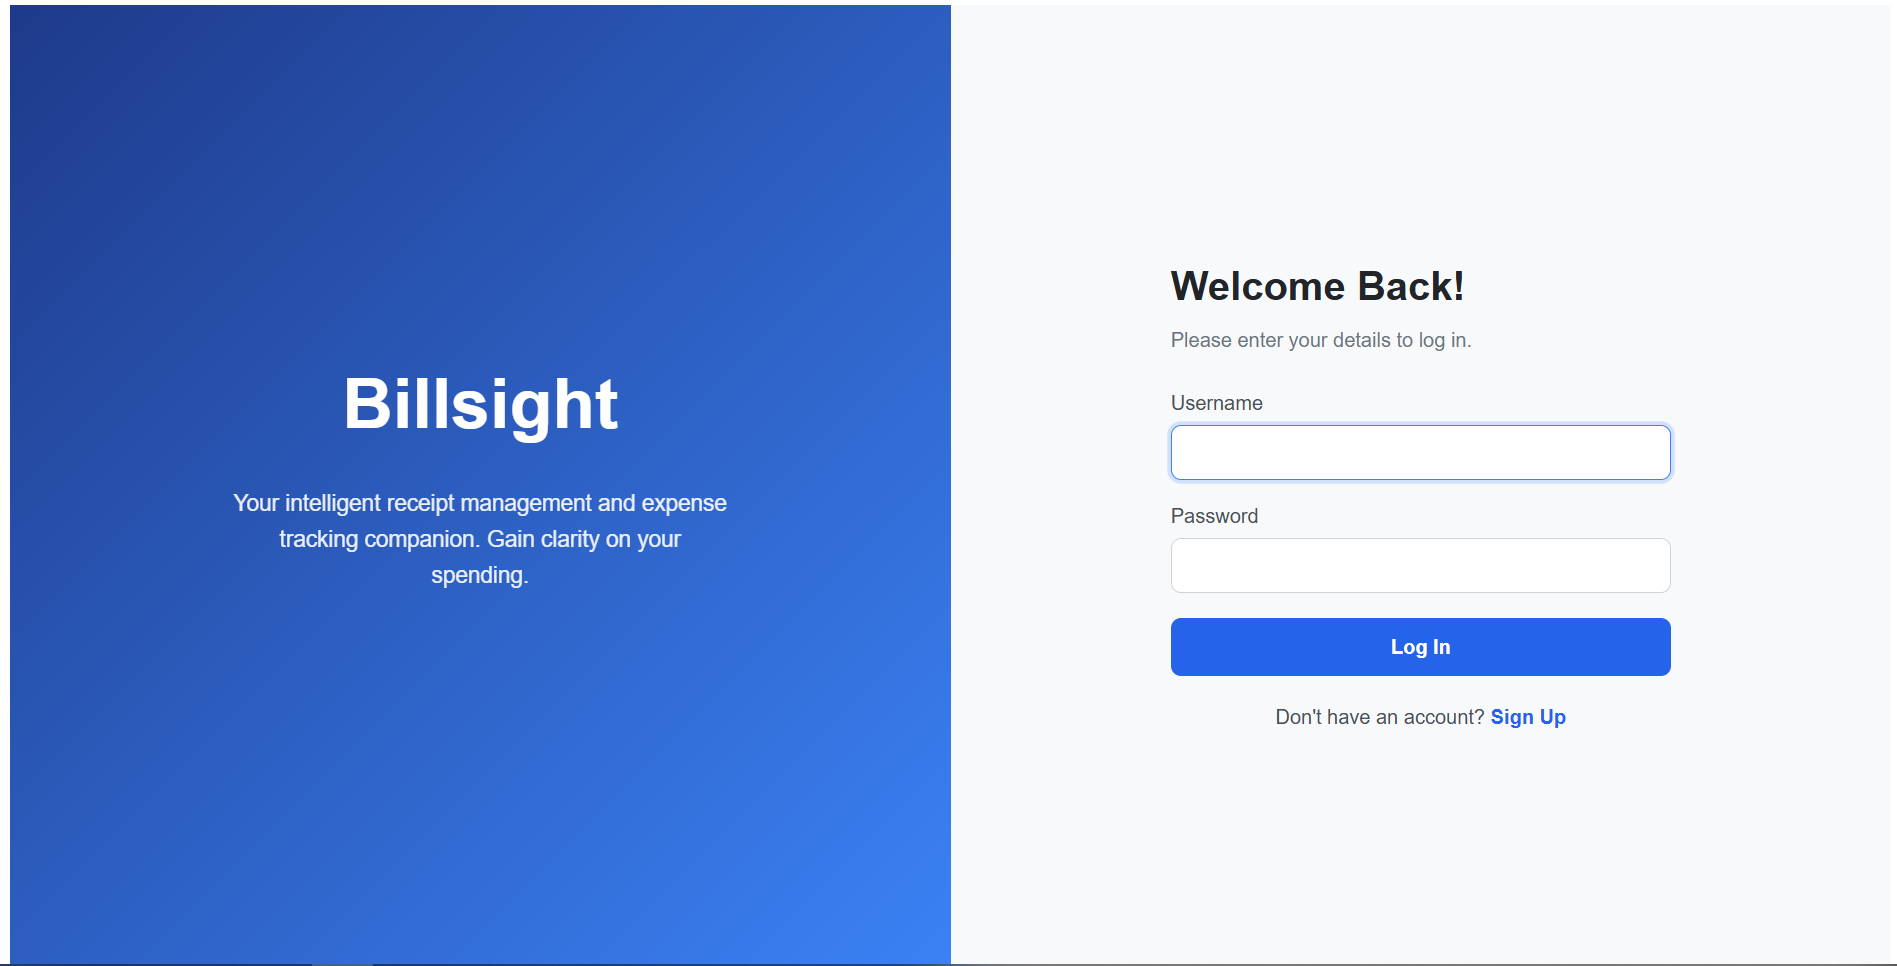 Billsight
Your intelligent receipt management and expense
tracking companion. Gain clarity on your
spending.
Welcome Back!
Please enter your details to log in.
Username
Password
Log In
Don't have an account? Sign Up